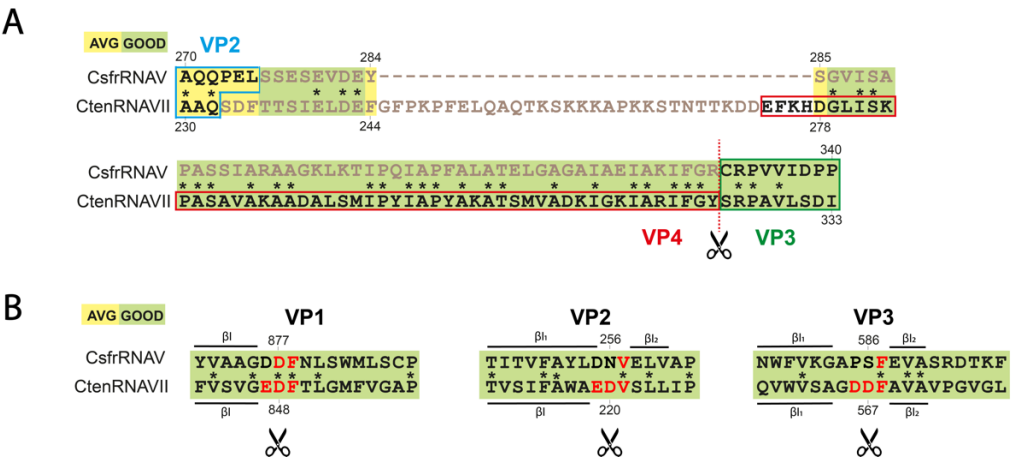 A
AVG GOOD VP2
270 284 285
CsfrRNAV AQQPELSSESEVDEY---------------------------------SGVISA
* * * * * * * *
CtenRNAVII AAQSDFTTSIELDEFGFPKPFELQAQTKSKKKAPKKSTNTTKDDEFKHDGLISK
230 244 278
340
CsfrRNAV PASSIARAAGKLKTIPQIAPFALATELGAGAIAEIAKIFGRCRPVVIDPP
*** * ** ** *** * ** * * * ** *** ** *
CtenRNAVII PASAVAKAADALSMIPYIAPYAKATSMVADKIGKIARIFGYSRPAVLSDI
333
VP4 VP3
B
AVG GOOD VP1 VP2 VP3
βI 877 βI₁ 256 βI₂ βI₁ 586 βI₂
CsfrRNAV YVAAGDDFNLSWMLSCP TITVFAYLDNVELVAP NWFVKGAPSFEVASRDTKF
* * * * * * * * * * * * * * *
CtenRNAVII FVSVGEDFTLGMFVGAP TVSIFAWAEDVSLLIP QVWVSAGDDFAVAVPGVGL
βI 848 βI 220 βI₁ 567 βI₂